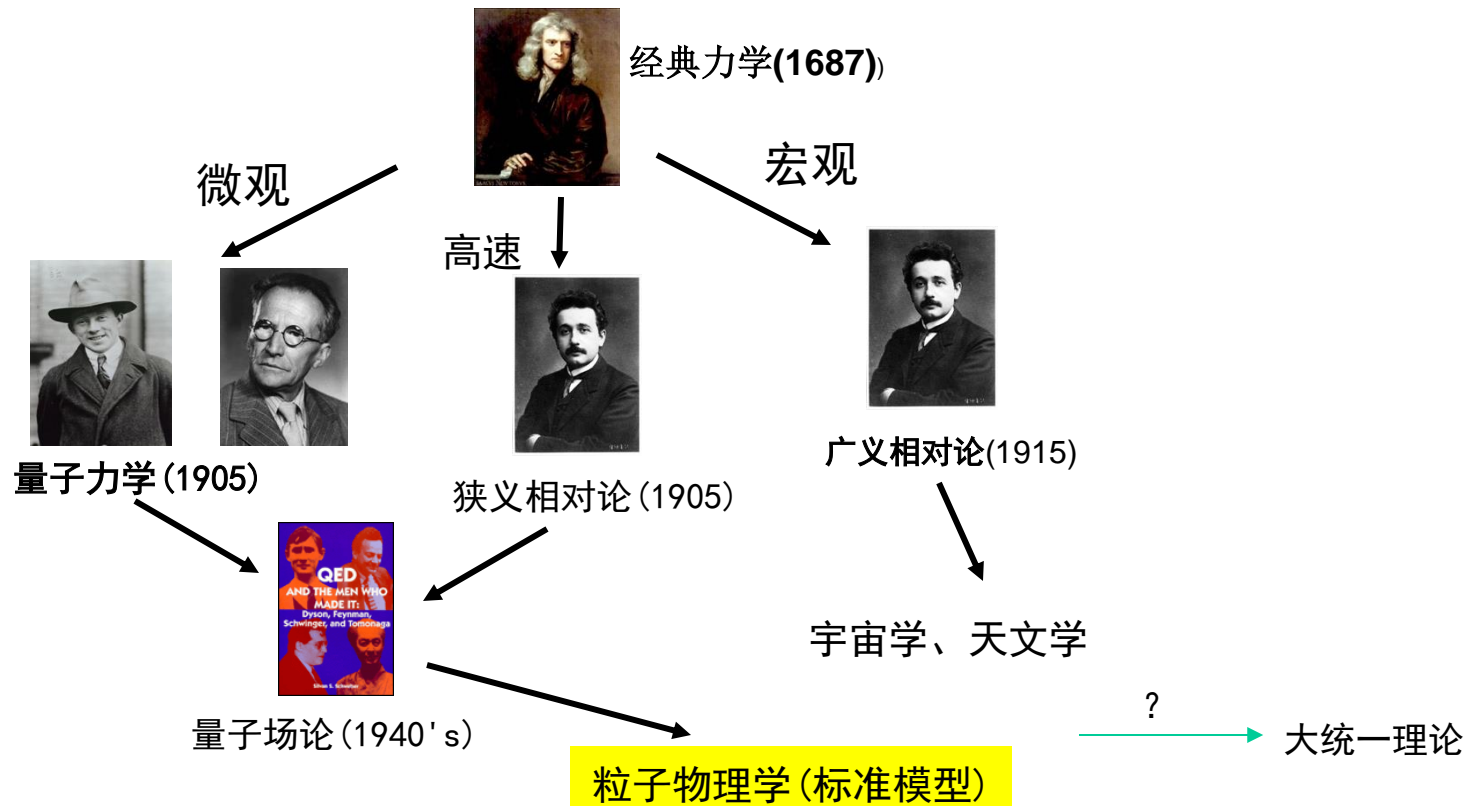 经典力学(1687))
微观
宏观
高速
量子力学(1905)
狭义相对论(1905)
广义相对论(1915)
QED
AND THE MEN WHO
MADE IT:
Dyson, Feynman,
Schwinger, and Tomonaga
Silvan S. Schweber
宇宙学、天文学
量子场论(1940's)
?
大统一理论
粒子物理学(标准模型)